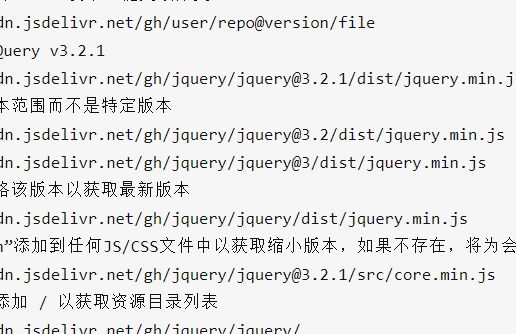 dn.jsdelivr.net/gh/user/repo@version/file
Query v3.2.1
dn.jsdelivr.net/gh/jquery/jquery@3.2.1/dist/jquery.min.j
本范围而不是特定版本
dn.jsdelivr.net/gh/jquery/jquery@3.2/dist/jquery.min.js
dn.jsdelivr.net/gh/jquery/jquery@3/dist/jquery.min.js
略该版本以获取最新版本
dn.jsdelivr.net/gh/jquery/jquery/dist/jquery.min.js
n”添加到任何JS/CSS文件中以获取缩小版本，如果不存在，将为会
dn.jsdelivr.net/gh/jquery/jquery@3.2.1/src/core.min.js
添加 / 以获取资源目录列表
dn.jsdelivr.net/gh/jquery/jquery/